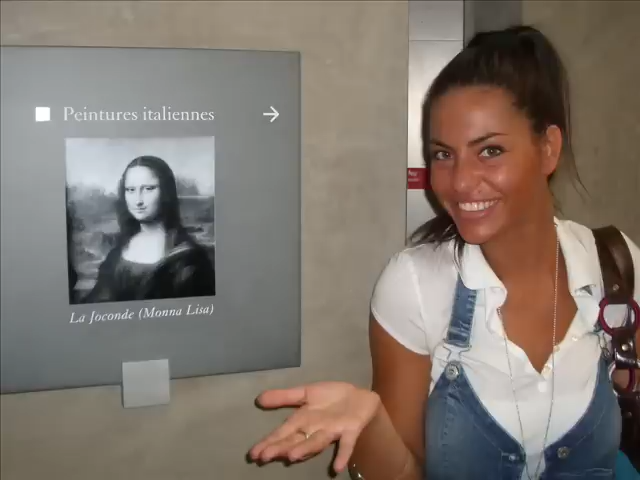 Peintures italiennes →
La Joconde (Monna Lisa)